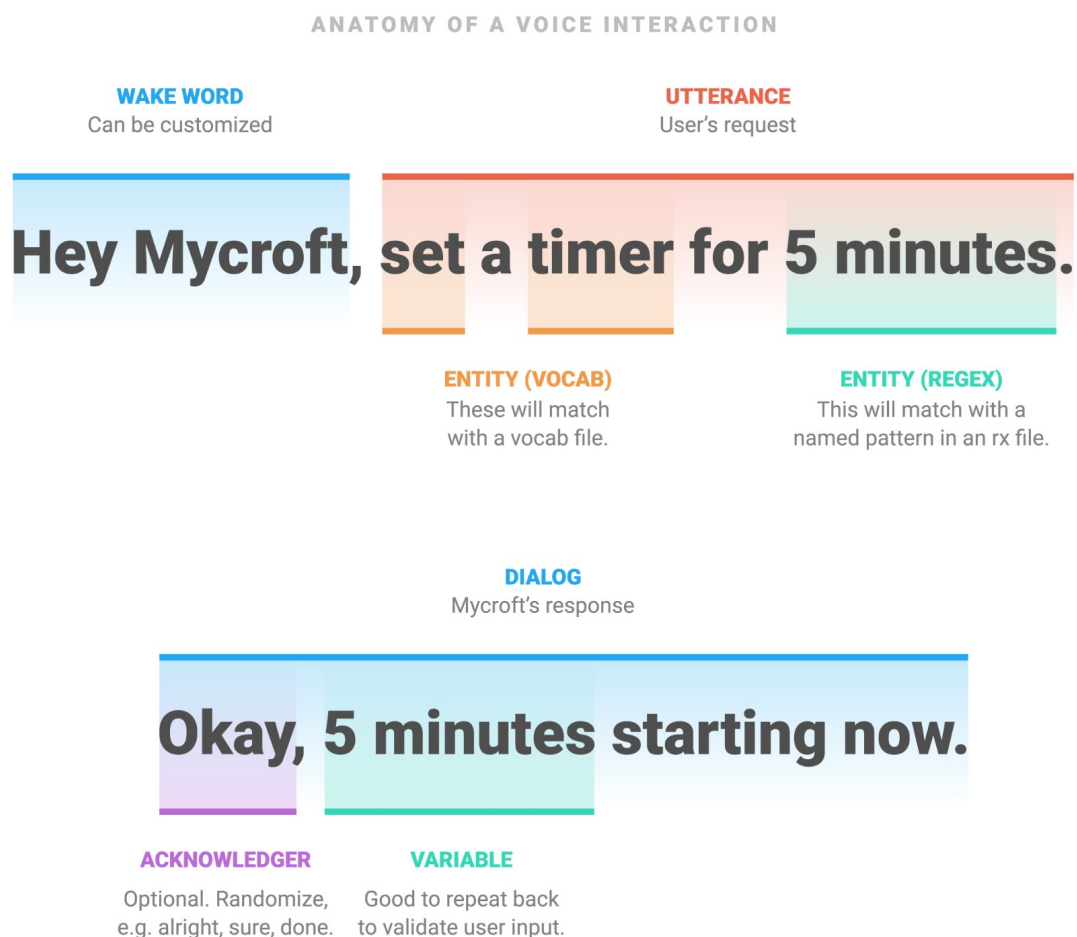 ANATOMY OF A VOICE INTERACTION
WAKE WORD
Can be customized
UTTERANCE
User's request
Hey Mycroft, set a timer for 5 minutes.
ENTITY (VOCAB)
These will match
with a vocab file.
ENTITY (REGEX)
This will match with a
named pattern in an rx file.
DIALOG
Mycroft's response
Okay, 5 minutes starting now.
ACKNOWLEDGER
Optional. Randomize,
e.g. alright, sure, done.
VARIABLE
Good to repeat back
to validate user input.